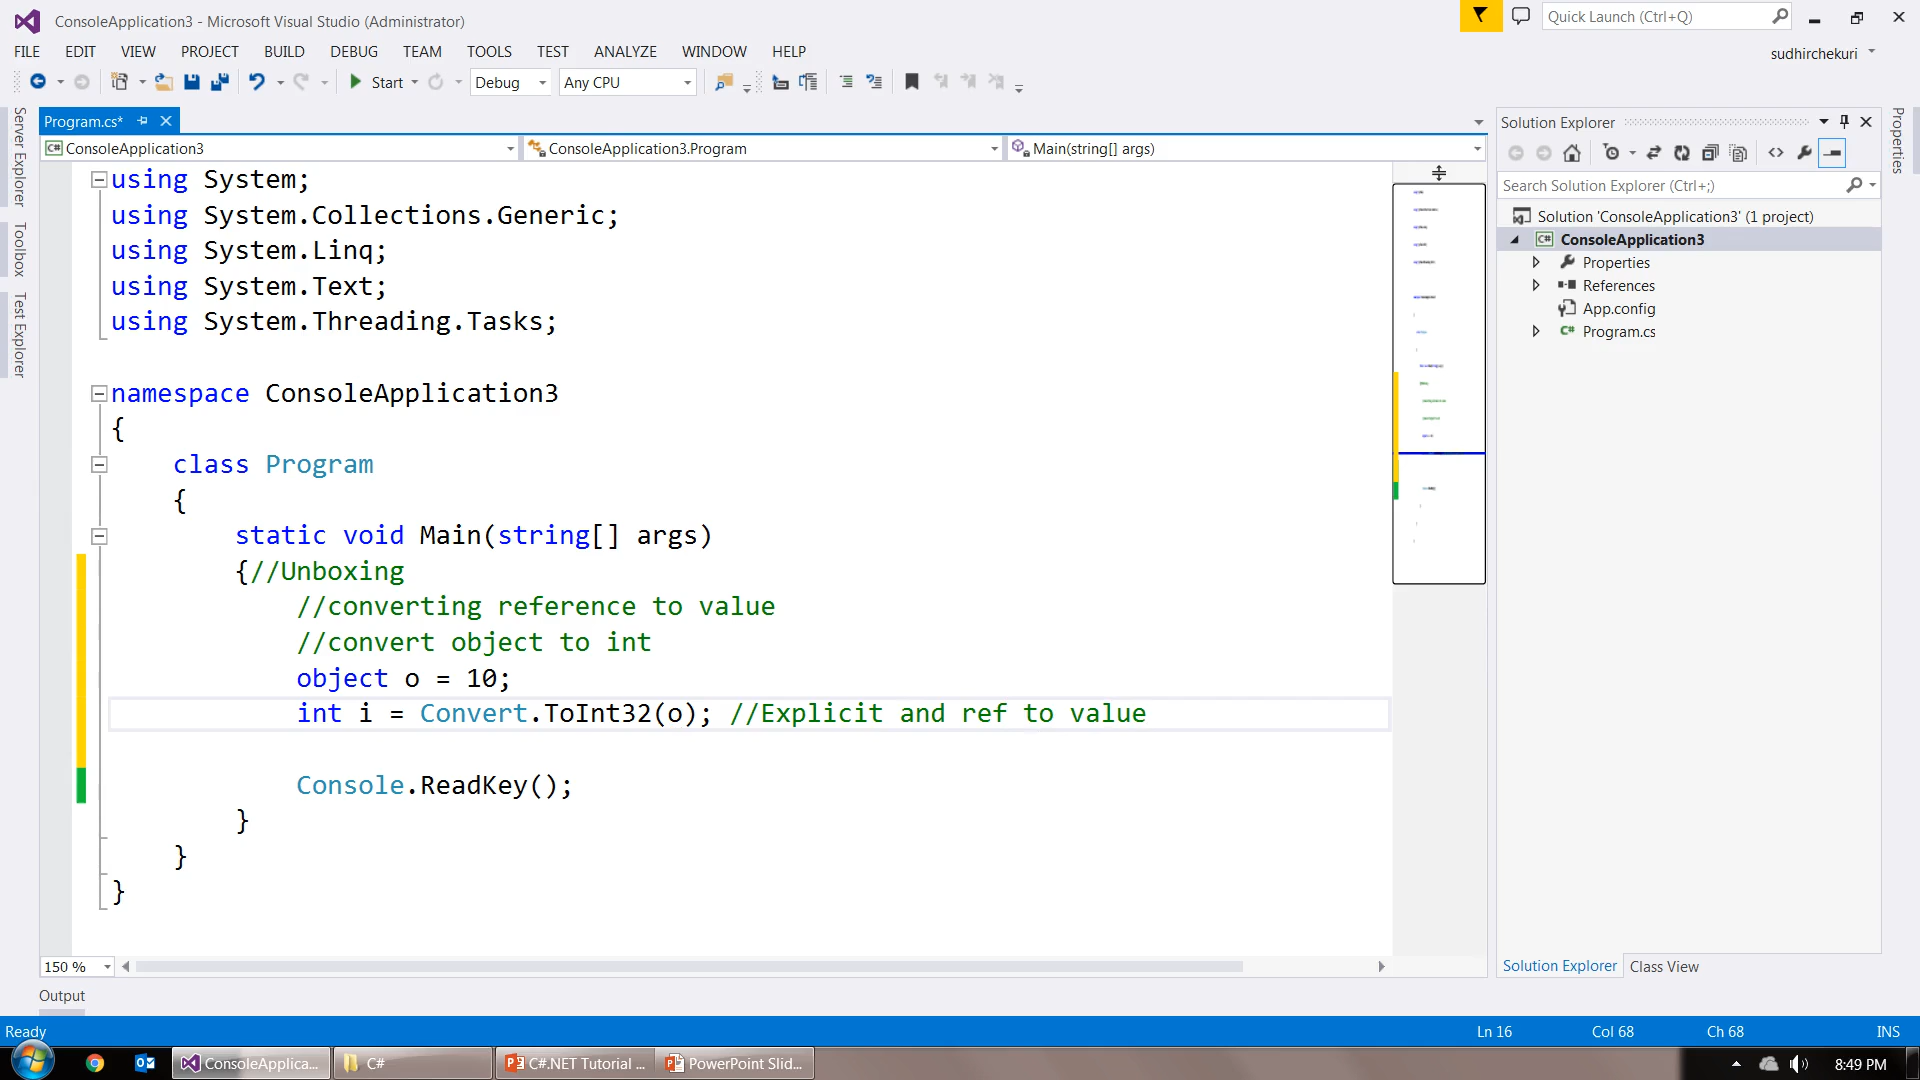 ConsoleApplication3 - Microsoft Visual Studio (Administrator)
Quick Launch (Ctrl+Q)
FILE EDIT VIEW PROJECT BUILD DEBUG TEAM TOOLS TEST ANALYZE WINDOW HELP
sudhirchekuri
Start Debug Any CPU
Server Explorer
Toolbox
Test Explorer
Program.cs*
ConsoleApplication3 ConsoleApplication3.Program Main(string[] args)
using System;
using System.Collections.Generic;
using System.Linq;
using System.Text;
using System.Threading.Tasks;
namespace ConsoleApplication3
{
class Program
{
static void Main(string[] args)
{//Unboxing
//converting reference to value
//convert object to int
object o = 10;
int i = Convert.ToInt32(o); //Explicit and ref to value
Console.ReadKey();
}
}
}
150 %
Solution Explorer
Search Solution Explorer (Ctrl+;)
Solution 'ConsoleApplication3' (1 project)
C# ConsoleApplication3
Properties
References
App.config
C# Program.cs
Solution Explorer Class View
Properties
Output
Ready Ln 16 Col 68 Ch 68 INS
ConsoleApplica... C# C#.NET Tutorial ... PowerPoint Slid... 8:49 PM